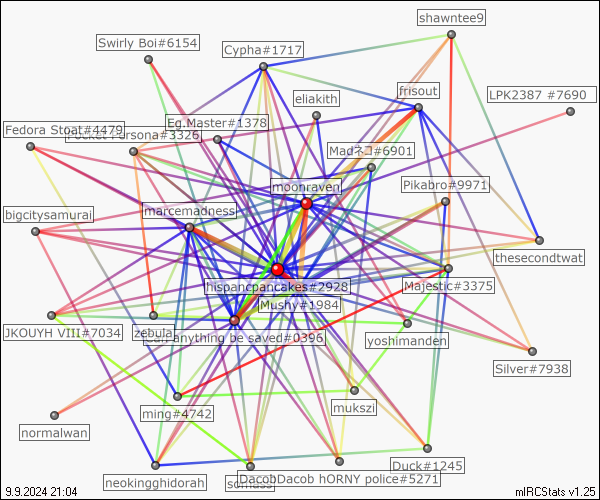 shawntee9
Swirly Boi#6154
Cypha#1717
frisout
LPK2387 #7690
eliakith
Eg.Master#1378
Fedora Stoat#4479
Pocket Persona#3326
Madネコ#6901
Pikabro#9971
moonraven
bigcitysamurai
marcemadness
thesecondtwat
hispancpancakes#2928
Majestic#3375
Mushy#1984
JKOUYH VIII#7034
zebula
anything be saved#0396
yoshimanden
Silver#7938
mukszi
ming#4742
normalwan
Duck#1245
neokingghidorah
DacobDacob hORNY police#5271
9.9.2024 21:04
mIRCStats v1.25